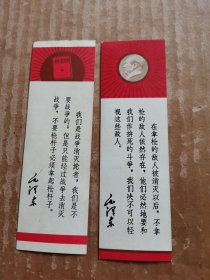 我们是战争消灭论者,我们是不
要战争的;但是只能经过战争去消灭
战争,不要枪杆子必须拿起枪杆子。
毛泽东
在拿枪的敌人被消灭以后,不拿
枪的敌人依然存在,他们必然地要和
我们作拚死的斗争,我们决不可以轻
视这些敌人。
毛泽东